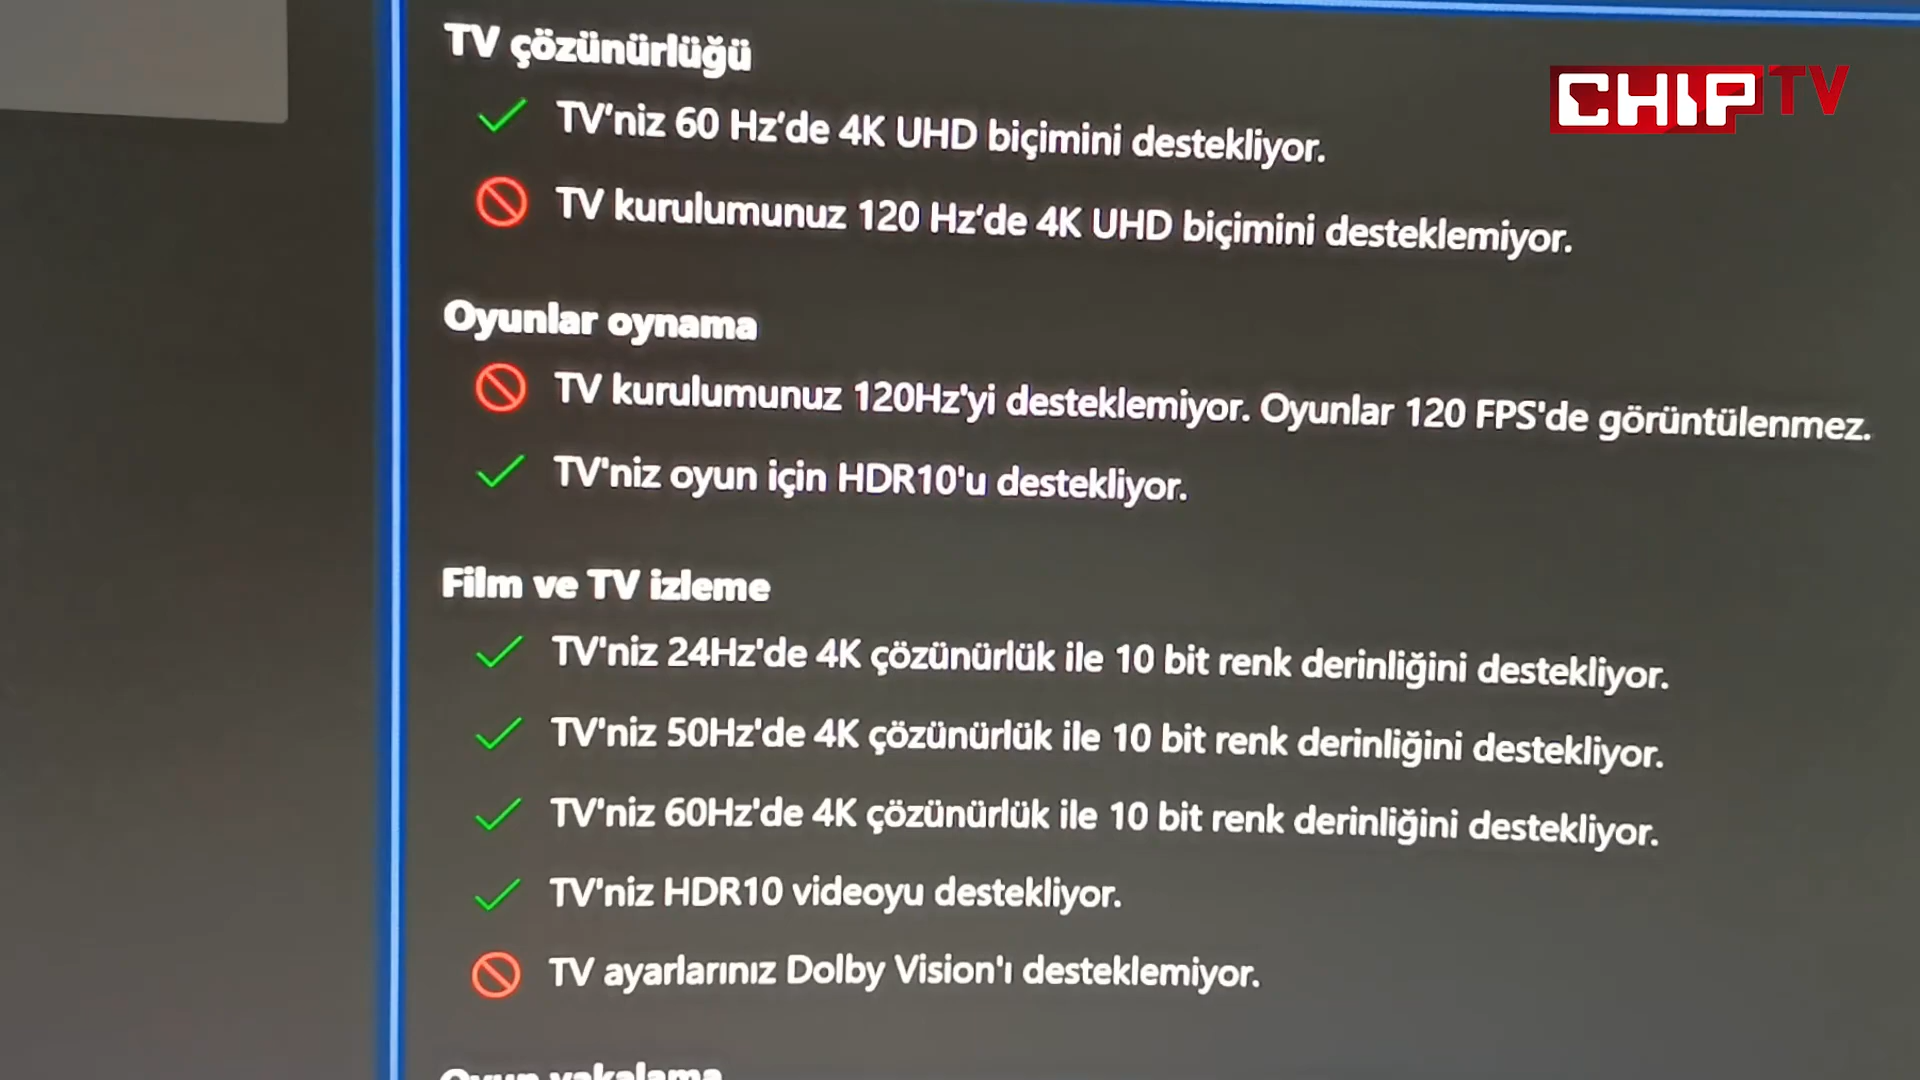 TV çözünürlüğü
CHIP TV
TV'niz 60 Hz'de 4K UHD biçimini destekliyor.
TV kurulumunuz 120 Hz'de 4K UHD biçimini desteklemiyor.
Oyunlar oynama
TV kurulumunuz 120Hz'yi desteklemiyor. Oyunlar 120 FPS'de görüntülenmez.
TV'niz oyun için HDR10'u destekliyor.
Film ve TV izleme
TV'niz 24Hz'de 4K çözünürlük ile 10 bit renk derinliğini destekliyor.
TV'niz 50Hz'de 4K çözünürlük ile 10 bit renk derinliğini destekliyor.
TV'niz 60Hz'de 4K çözünürlük ile 10 bit renk derinliğini destekliyor.
TV'niz HDR10 videoyu destekliyor.
TV ayarlarınız Dolby Vision'ı desteklemiyor.
Oyun yakalama